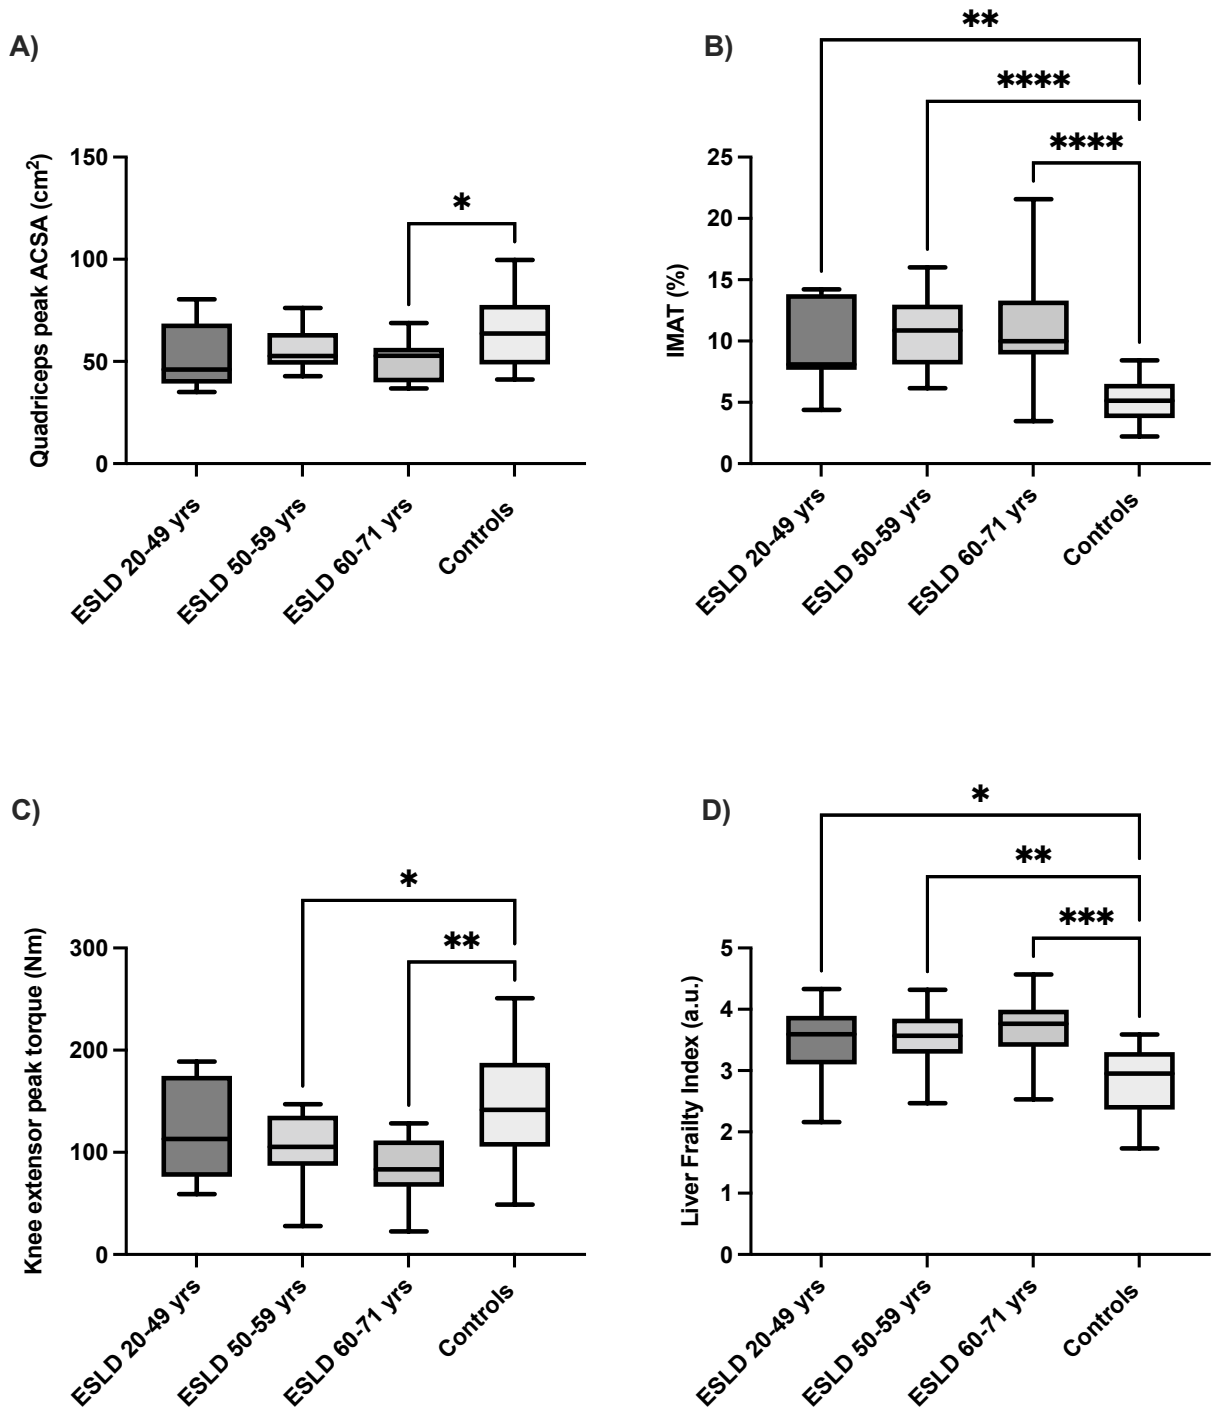 A)
Quadriceps peak ACSA (cm²)
150
100
50
0
*
ESLD 20-49 yrs
ESLD 50-59 yrs
ESLD 60-71 yrs
Controls
B)
IMAT (%)
25
20
15
10
5
0
**
****
****
ESLD 20-49 yrs
ESLD 50-59 yrs
ESLD 60-71 yrs
Controls
C)
Knee extensor peak torque (Nm)
300
200
100
0
*
**
ESLD 20-49 yrs
ESLD 50-59 yrs
ESLD 60-71 yrs
Controls
D)
Liver Frailty Index (a.u.)
5
4
3
2
1
0
*
**
***
ESLD 20-49 yrs
ESLD 50-59 yrs
ESLD 60-71 yrs
Controls